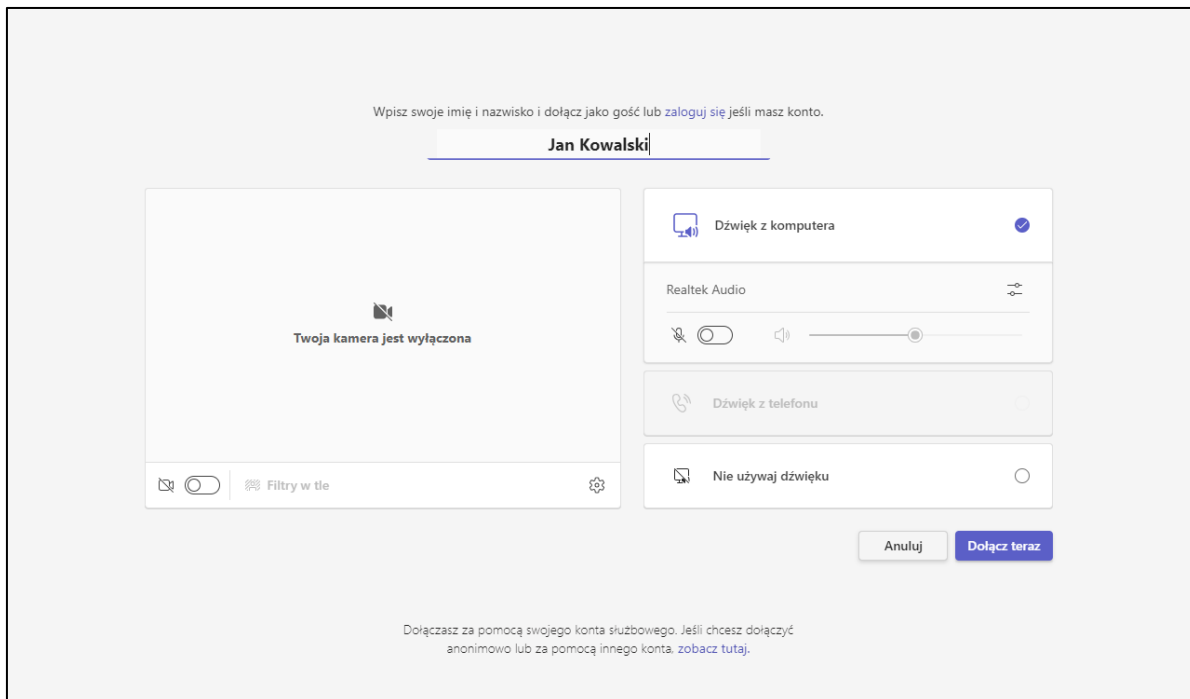 Wpisz swoje imię i nazwisko i dołącz jako gość lub zaloguj się jeśli masz konto.
Jan Kowalski
Twoja kamera jest wyłączona
Filtry w tle
Dźwięk z komputera
Realtek Audio
Dźwięk z telefonu
Nie używaj dźwięku
Anuluj
Dołącz teraz
Dołączasz za pomocą swojego konta służbowego. Jeśli chcesz dołączyć
anonimowo lub za pomocą innego konta, zobacz tutaj.